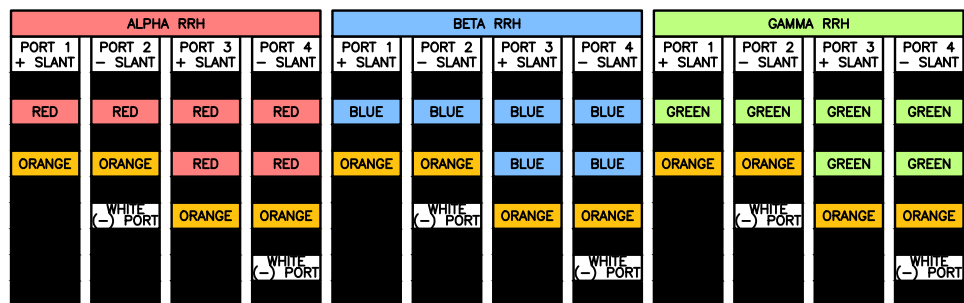 ALPHA RRH BETA RRH GAMMA RRH
PORT 1 PORT 2 PORT 3 PORT 4 PORT 1 PORT 2 PORT 3 PORT 4 PORT 1 PORT 2 PORT 3 PORT 4
+ SLANT - SLANT + SLANT - SLANT + SLANT - SLANT + SLANT - SLANT + SLANT - SLANT + SLANT - SLANT
RED RED RED RED BLUE BLUE BLUE BLUE GREEN GREEN GREEN GREEN
ORANGE ORANGE RED RED ORANGE ORANGE BLUE BLUE ORANGE ORANGE GREEN GREEN
WHITE WHITE WHITE
(-) PORT ORANGE ORANGE (-) PORT ORANGE ORANGE (-) PORT ORANGE ORANGE
WHITE WHITE WHITE
(-) PORT (-) PORT (-) PORT